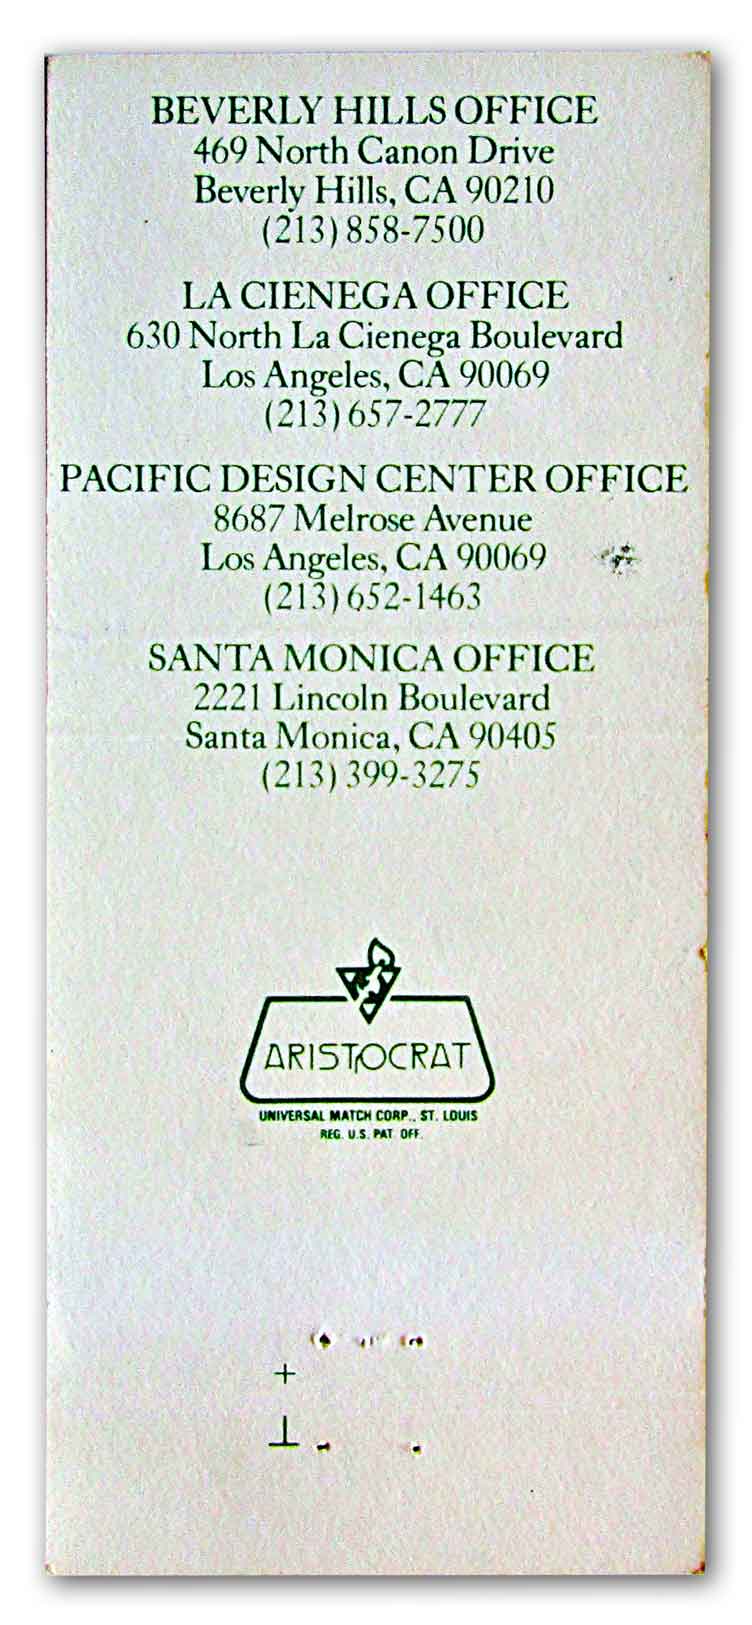 BEVERLY HILLS OFFICE
469 North Canon Drive
Beverly Hills, CA 90210
(213) 858-7500
LA CIENEGA OFFICE
630 North La Cienega Boulevard
Los Angeles, CA 90069
(213) 657-2777
PACIFIC DESIGN CENTER OFFICE
8687 Melrose Avenue
Los Angeles, CA 90069
(213) 652-1463
SANTA MONICA OFFICE
2221 Lincoln Boulevard
Santa Monica, CA 90405
(213) 399-3275
ARISTOCRAT
UNIVERSAL MATCH CORP., ST. LOUIS
REG. U.S. PAT. OFF.